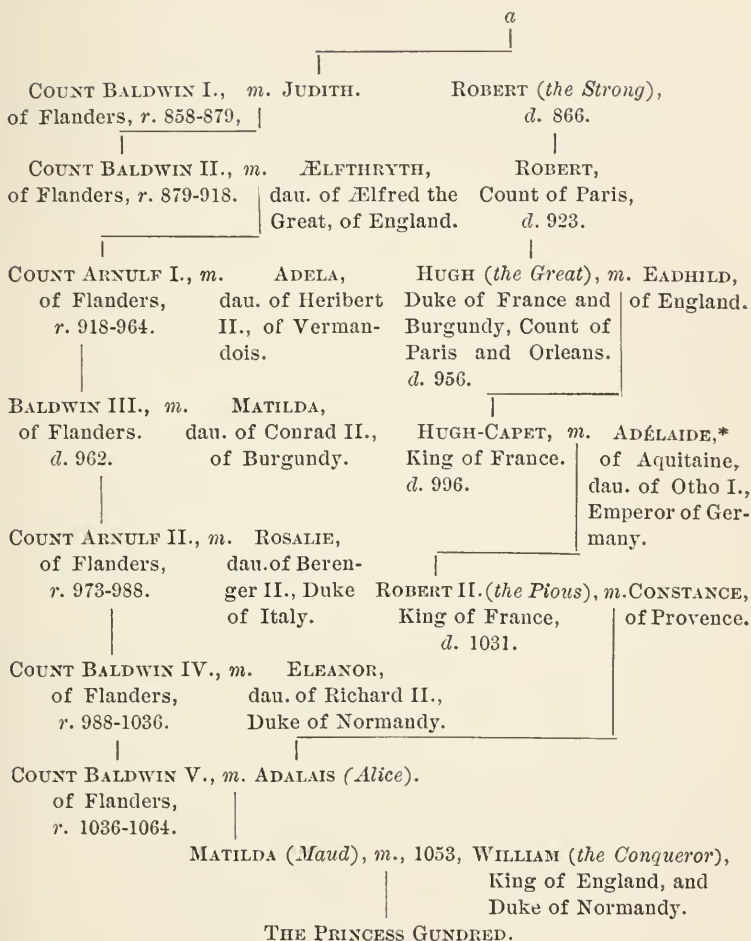 a
COUNT BALDWIN I., m. JUDITH. ROBERT (the Strong),
of Flanders, r. 858-879, d. 866.
COUNT BALDWIN II., m. ÆLFTHRYTH, ROBERT,
of Flanders, r. 879-918. dau. of Ælfred the Count of Paris,
Great, of England. d. 923.
COUNT ARNULF I., m. ADELA, HUGH (the Great), m. EADHILD,
of Flanders, dau. of Heribert Duke of France and of England.
r. 918-964. II., of Verman- Burgundy, Count of
dois. Paris and Orleans.
d. 956.
BALDWIN III., m. MATILDA, HUGH-CAPET, m. ADÉLAIDE,*
of Flanders. dau. of Conrad II., King of France. of Aquitaine,
d. 962. of Burgundy. d. 996. dau. of Otho I.,
Emperor of Ger-
COUNT ARNULF II., m. ROSALIE, many.
of Flanders, dau. of Beren-
r. 973-988. ger II., Duke ROBERT II. (the Pious), m. CONSTANCE,
of Italy. King of France, of Provence.
d. 1031.
COUNT BALDWIN IV., m. ELEANOR,
of Flanders, dau. of Richard II.,
r. 988-1036. Duke of Normandy.
COUNT BALDWIN V., m. ADALAIS (Alice).
of Flanders,
r. 1036-1064.
MATILDA (Maud), m., 1053, WILLIAM (the Conqueror),
King of England, and
Duke of Normandy.
THE PRINCESS GUNDRED.